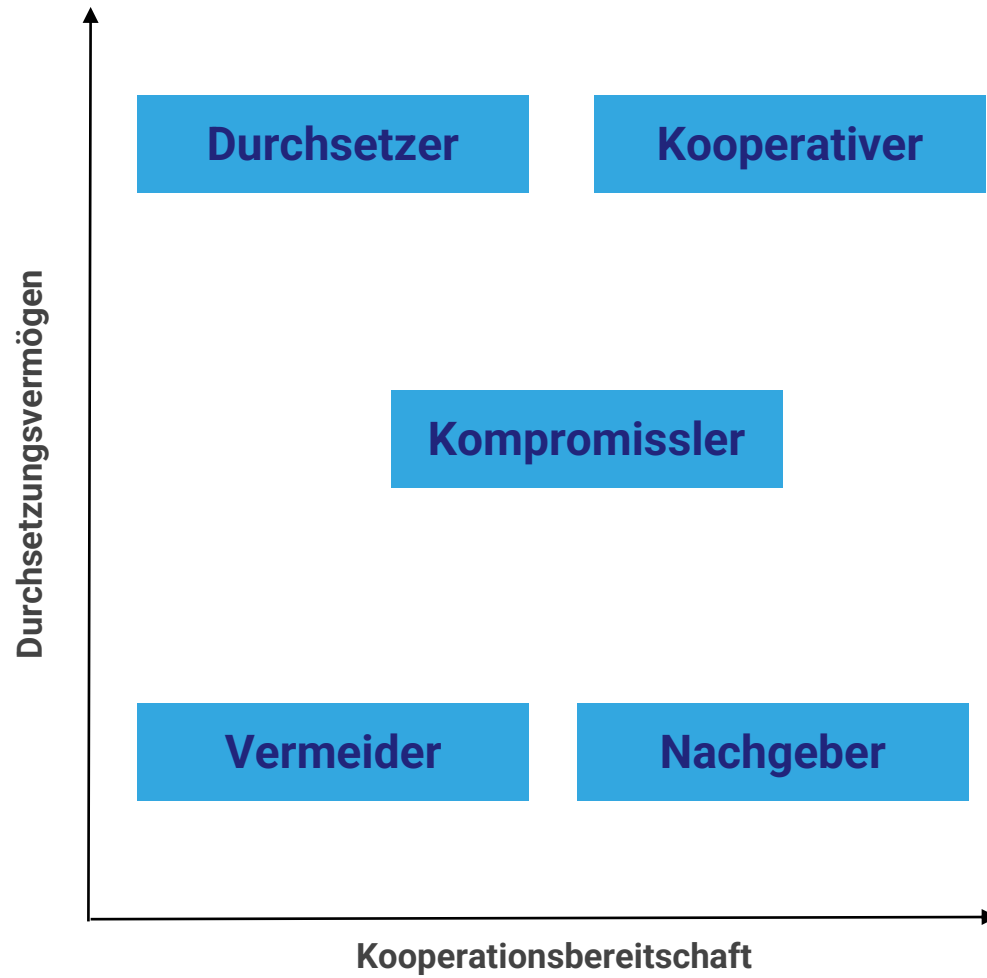 Durchsetzer
Kooperativer
Durchsetzungsvermögen
Kompromissler
Vermeider
Nachgeber
Kooperationsbereitschaft